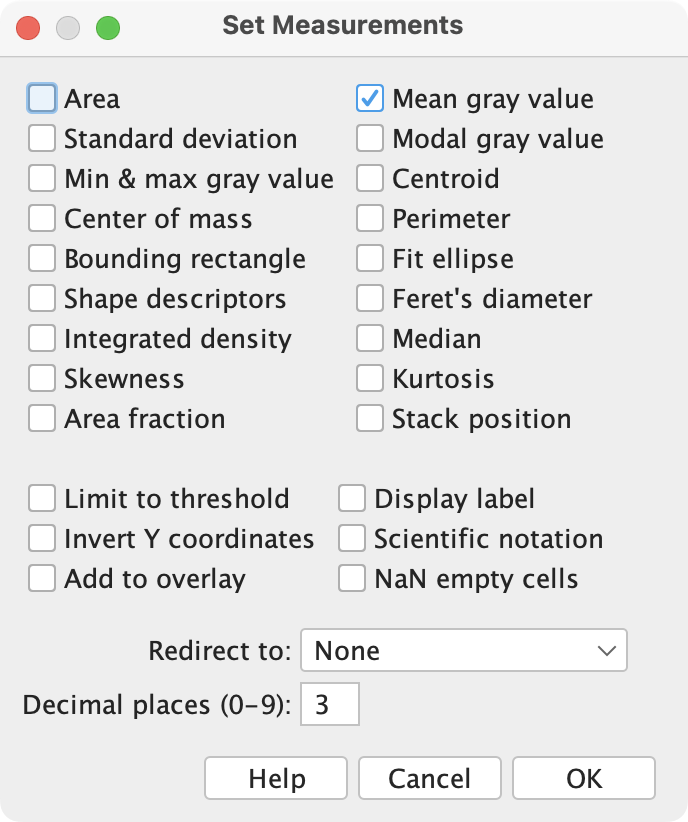 Set Measurements
Area Mean gray value
Standard deviation Modal gray value
Min & max gray value Centroid
Center of mass Perimeter
Bounding rectangle Fit ellipse
Shape descriptors Feret's diameter
Integrated density Median
Skewness Kurtosis
Area fraction Stack position
Limit to threshold Display label
Invert Y coordinates Scientific notation
Add to overlay NaN empty cells
Redirect to: None
Decimal places (0–9): 3
Help Cancel OK